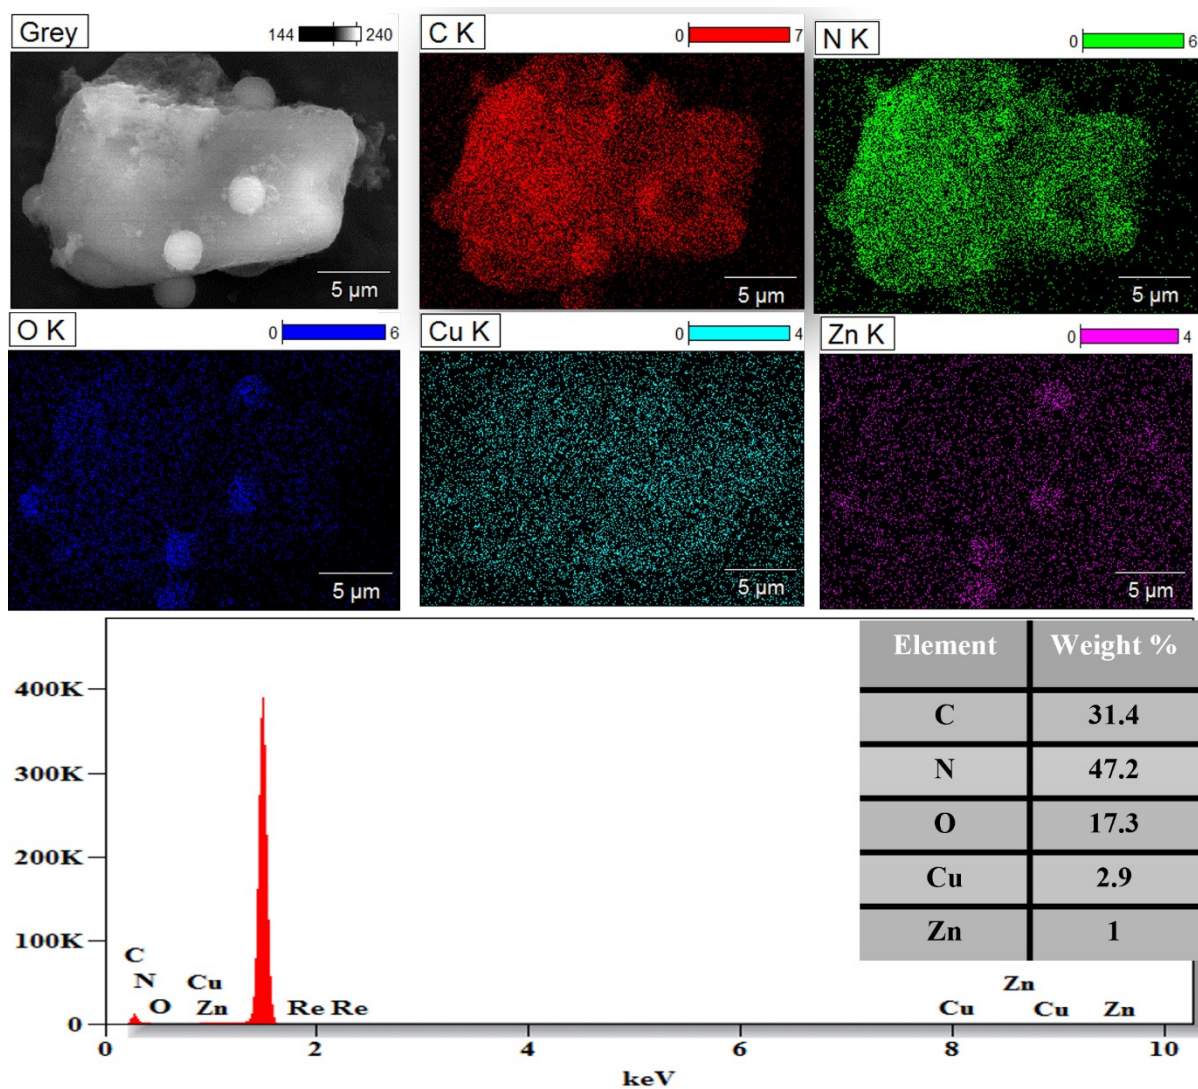 Grey 144 240
C K 0 7
N K 0 6
5 µm
5 µm
5 µm
O K 0 6
Cu K 0 4
Zn K 0 4
5 µm
5 µm
5 µm
Element Weight %
C 31.4
N 47.2
O 17.3
Cu 2.9
Zn 1
400K
300K
200K
100K
0
C
N Cu
O Zn Re Re
Zn
Cu Cu Zn
0 2 4 6 8 10
keV